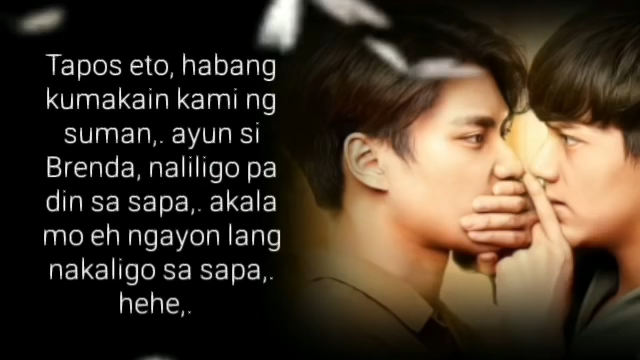 Tapos eto, habang
kumakain kami ng
suman,. ayun si
Brenda, naliligo pa
din sa sapa,. akala
mo eh ngayon lang
nakaligo sa sapa,.
hehe,.